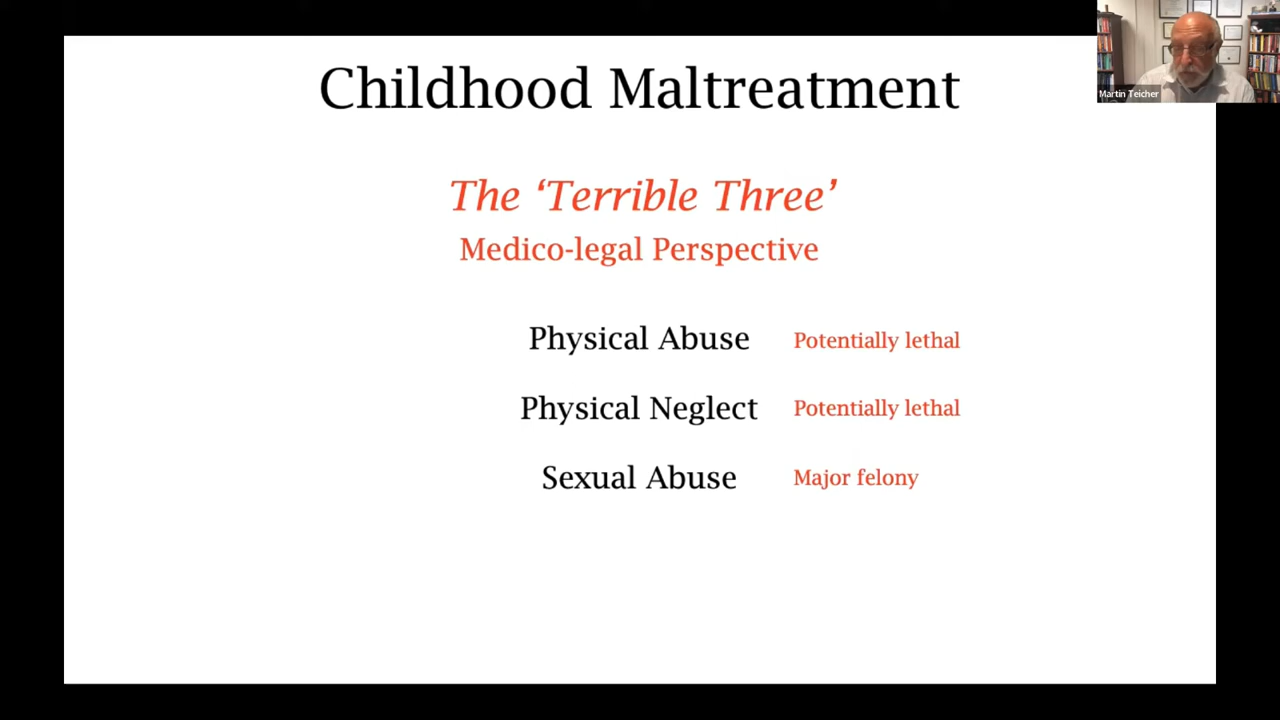 Childhood Maltreatment
Martin Teicher
The ‘Terrible Three’
Medico-legal Perspective
Physical Abuse Potentially lethal
Physical Neglect Potentially lethal
Sexual Abuse Major felony